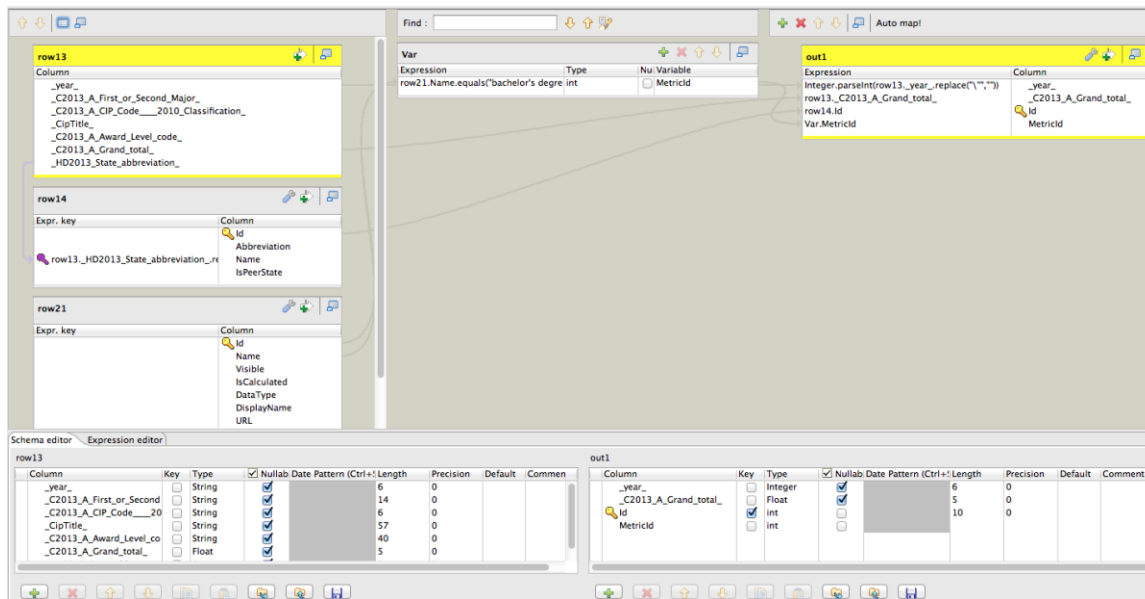 Find :
Auto map!
row13
Column
_year_
_C2013_A_First_or_Second_Major_
_C2013_A_CIP_Code____2010_Classification_
_CipTitle_
_C2013_A_Award_Level_code_
_C2013_A_Grand_total_
_HD2013_State_abbreviation_
row14
Expr. key Column
Id
Abbreviation
row13._HD2013_State_abbreviation_.re Name
IsPeerState
row21
Expr. key Column
Id
Name
Visible
IsCalculated
DataType
DisplayName
URL
Var
Expression Type Nu Variable
row21.Name.equals("bachelor's degre int MetricId
out1
Expression Column
Integer.parseInt(row13._year_.replace("\"","")) _year_
row13._C2013_A_Grand_total_ _C2013_A_Grand_total_
row14.Id Id
Var.MetricId MetricId
Schema editor Expression editor
row13
Column Key Type Nullab Date Pattern (Ctrl+ Length Precision Default Commen
_year_ String 6 0
_C2013_A_First_or_Second String 14 0
_C2013_A_CIP_Code____20 String 6 0
_CipTitle_ String 57 0
_C2013_A_Award_Level_co String 40 0
_C2013_A_Grand_total_ Float 5 0
out1
Column Key Type Nullab Date Pattern (Ctrl+ Length Precision Default Comment
_year_ Integer 6 0
_C2013_A_Grand_total_ Float 5 0
Id int 10 0
MetricId int